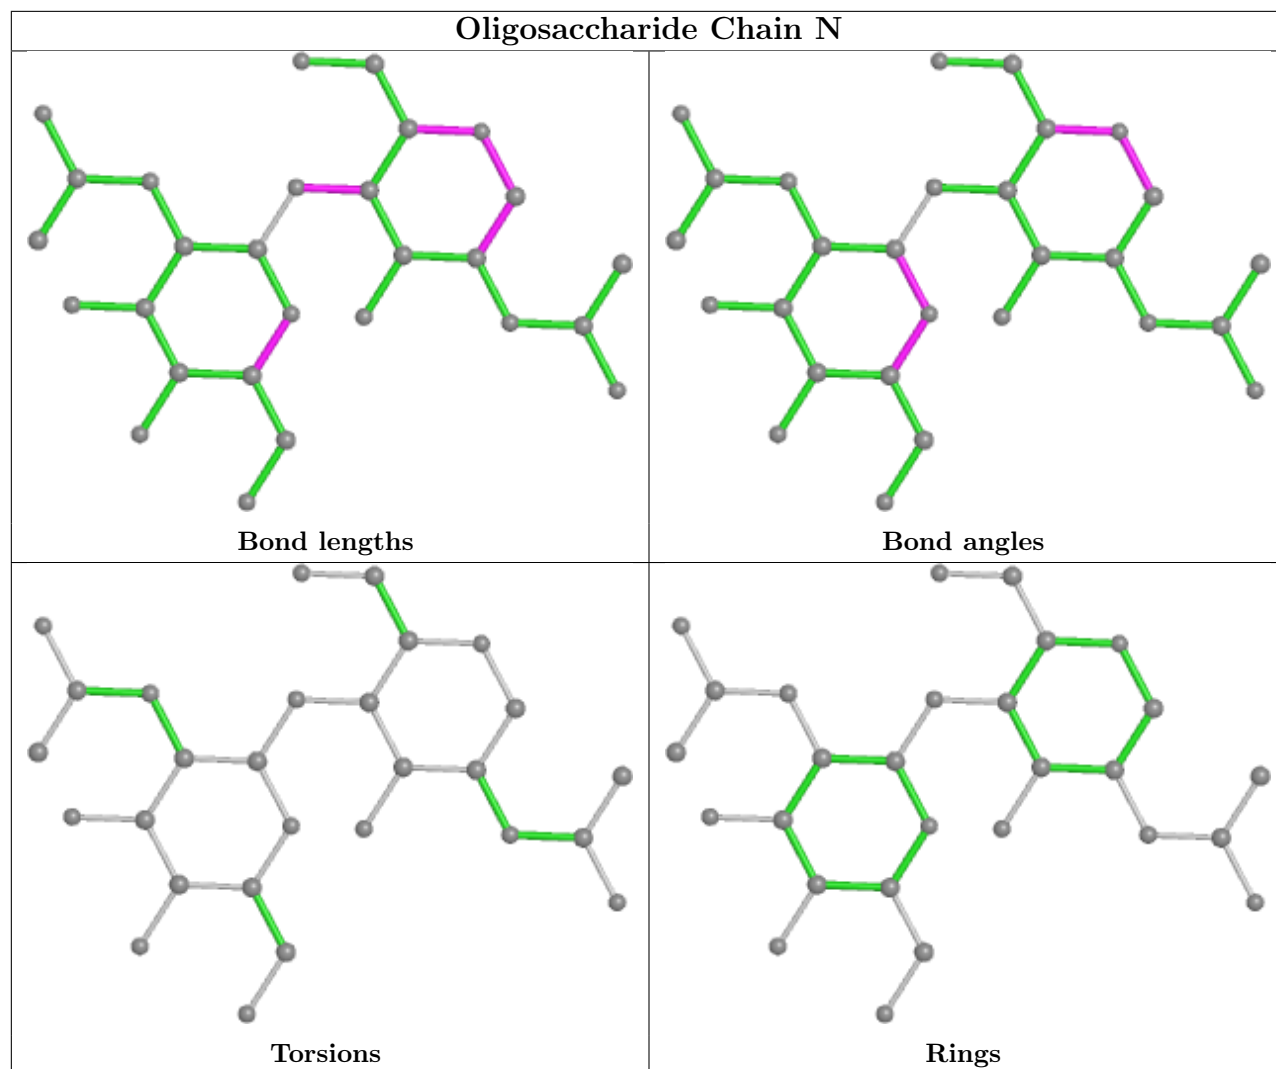 Oligosaccharide Chain N
Bond lengths
Bond angles
Torsions
Rings